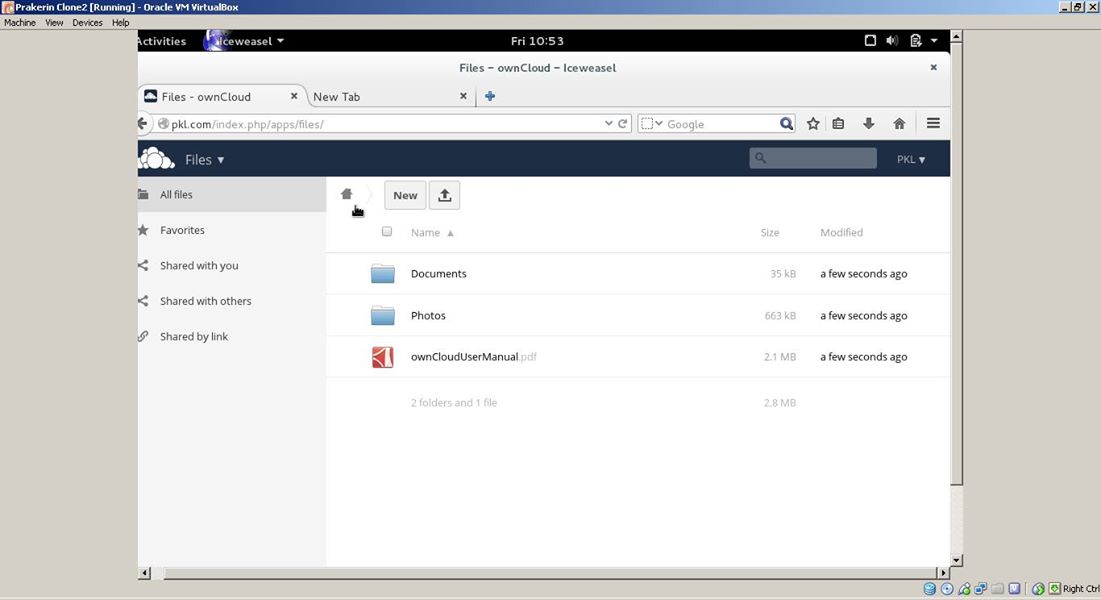 Prakerin Clone2 [Running] - Oracle VM VirtualBox
Machine View Devices Help
Activities Iceweasel Fri 10:53
Files - ownCloud - Iceweasel
Files - ownCloud New Tab
pkl.com/index.php/apps/files/ Google
Files PKL
All files New
Name Size Modified
Favorites
Shared with you Documents 35 kB a few seconds ago
Shared with others Photos 663 kB a few seconds ago
Shared by link
ownCloudUserManual.pdf 2.1 MB a few seconds ago
2 folders and 1 file 2.8 MB
Right Ctrl